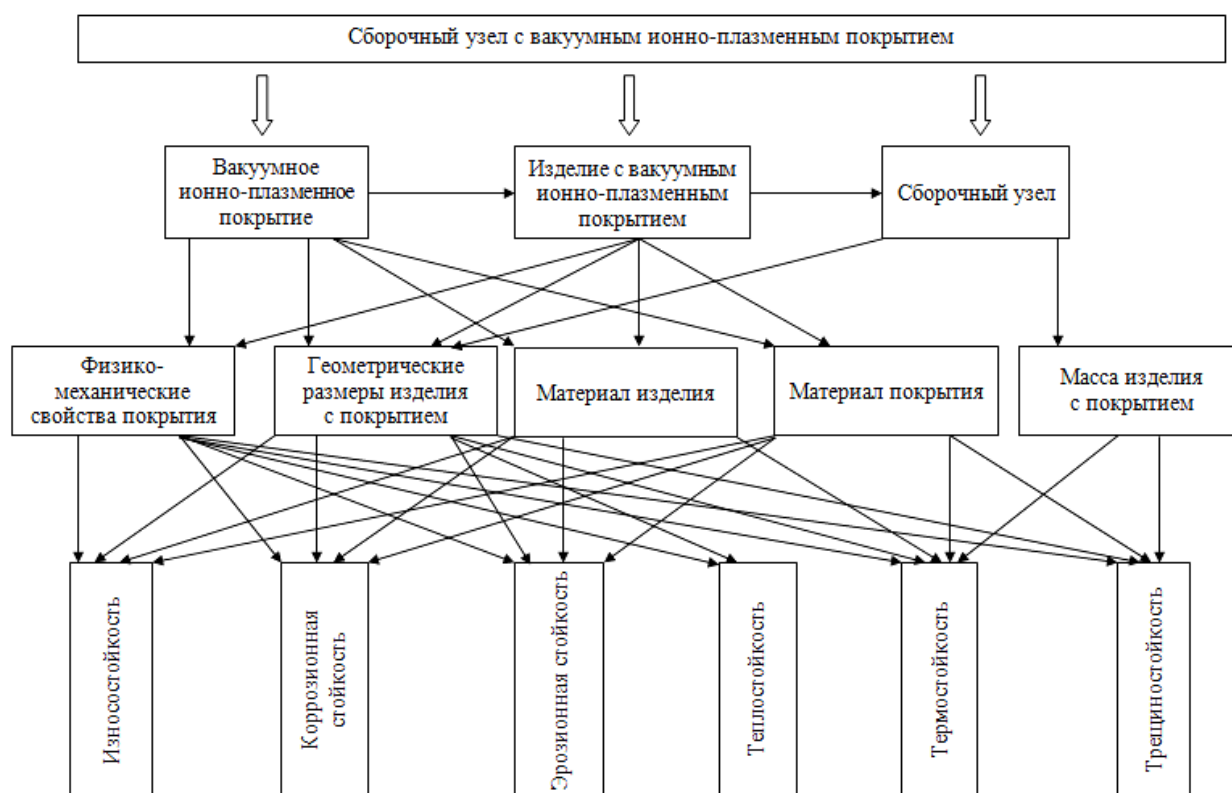 Сборочный узел с вакуумным ионно-плазменным покрытием
Вакуумное
ионно-плазменное
покрытие
Изделие с вакуумным
ионно-плазменным
покрытием
Сборочный узел
Физико-
механические
свойства покрытия
Геометрические
размеры изделия
с покрытием
Материал изделия
Материал покрытия
Масса изделия
с покрытием
Износостойкость
Коррозионная
стойкость
Эрозионная стойкость
Теплостойкость
Термостойкость
Трещиностойкость